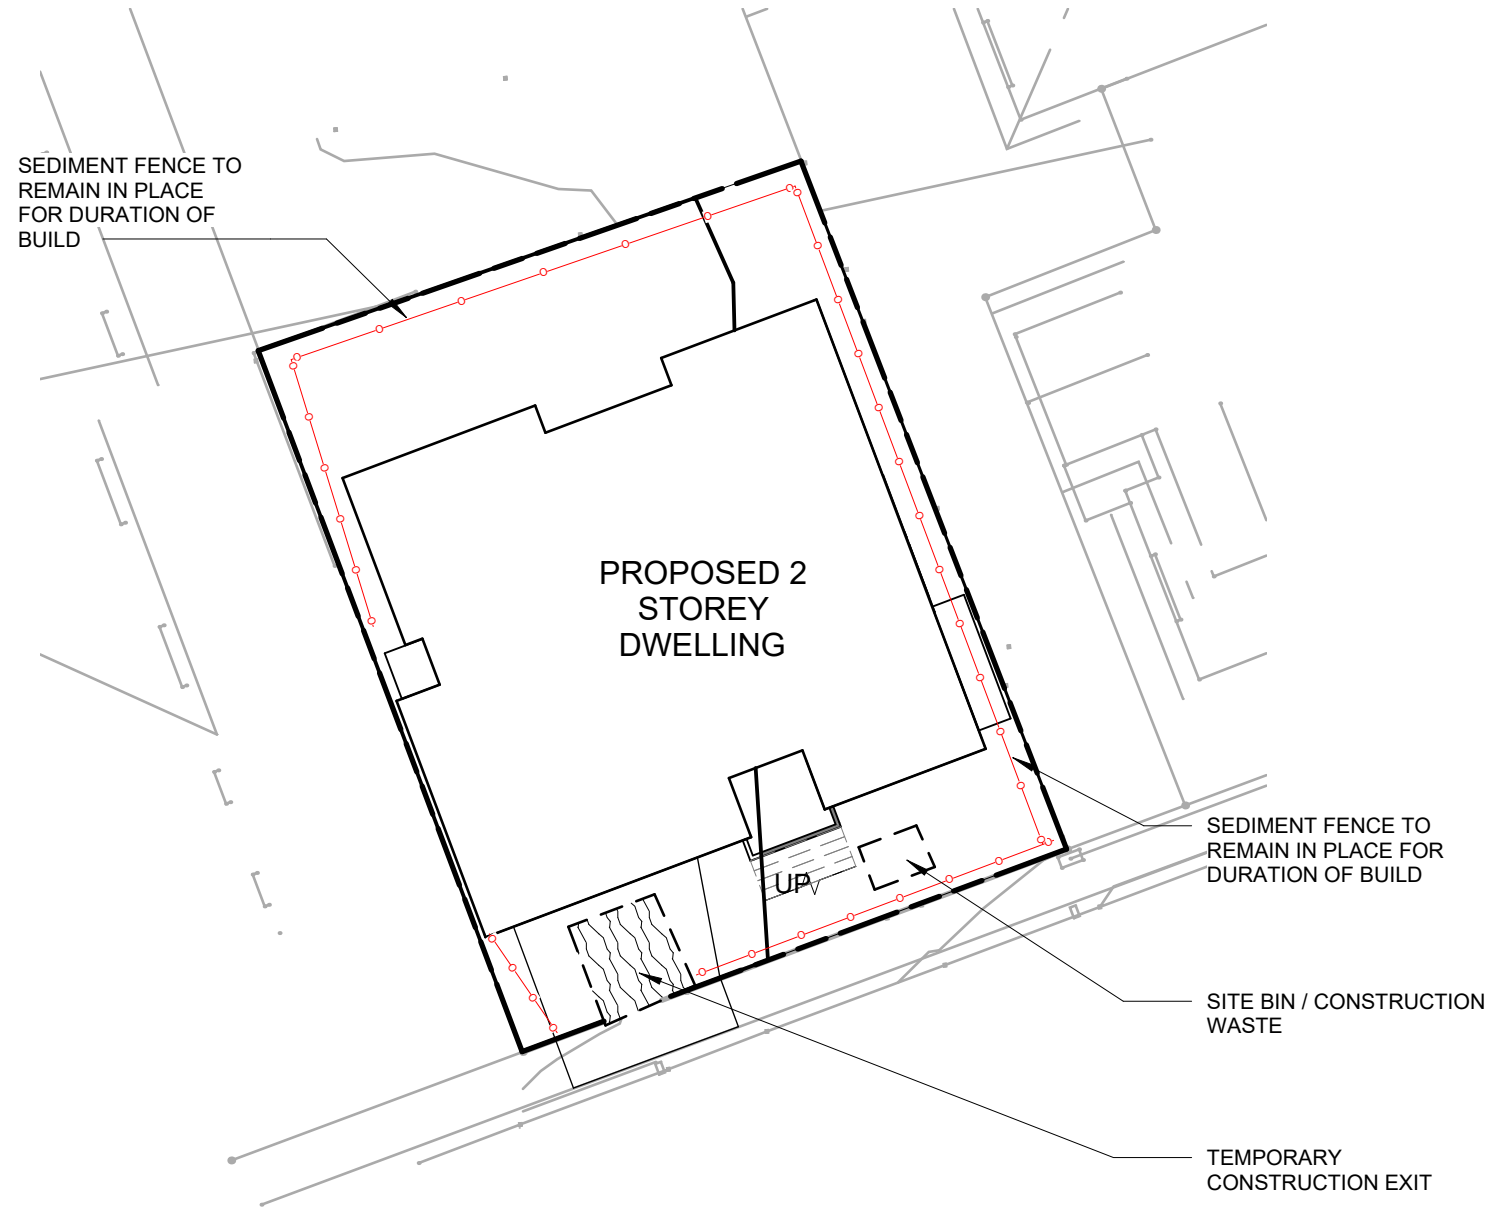 SEDIMENT FENCE TO
REMAIN IN PLACE
FOR DURATION OF
BUILD
PROPOSED 2
STOREY
DWELLING
UP
SEDIMENT FENCE TO
REMAIN IN PLACE FOR
DURATION OF BUILD
SITE BIN / CONSTRUCTION
WASTE
TEMPORARY
CONSTRUCTION EXIT